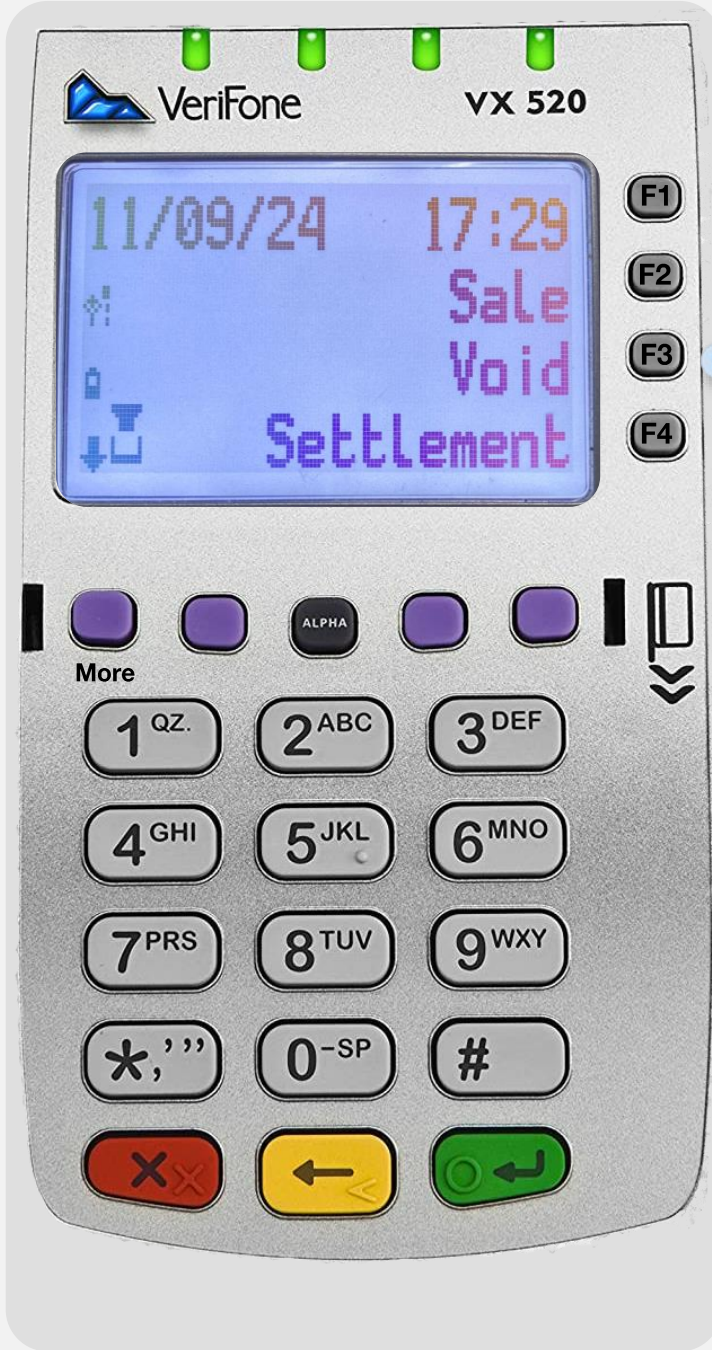 VeriFone VX 520
11/09/24 17:29
F1
Sale
F2
Void
F3
Settlement
F4
ALPHA
More
1 QZ. 2 ABC 3 DEF
4 GHI 5 JKL 6 MNO
7 PRS 8 TUV 9 WXY
*,'" 0 -SP #